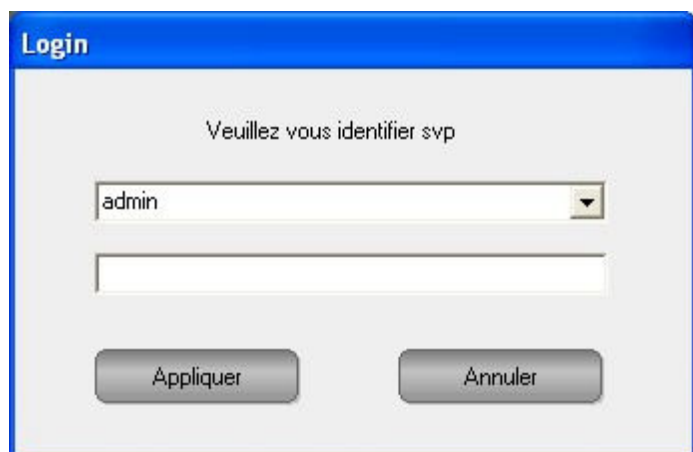 Login
Veuillez vous identifier svp
admin
Appliquer
Annuler